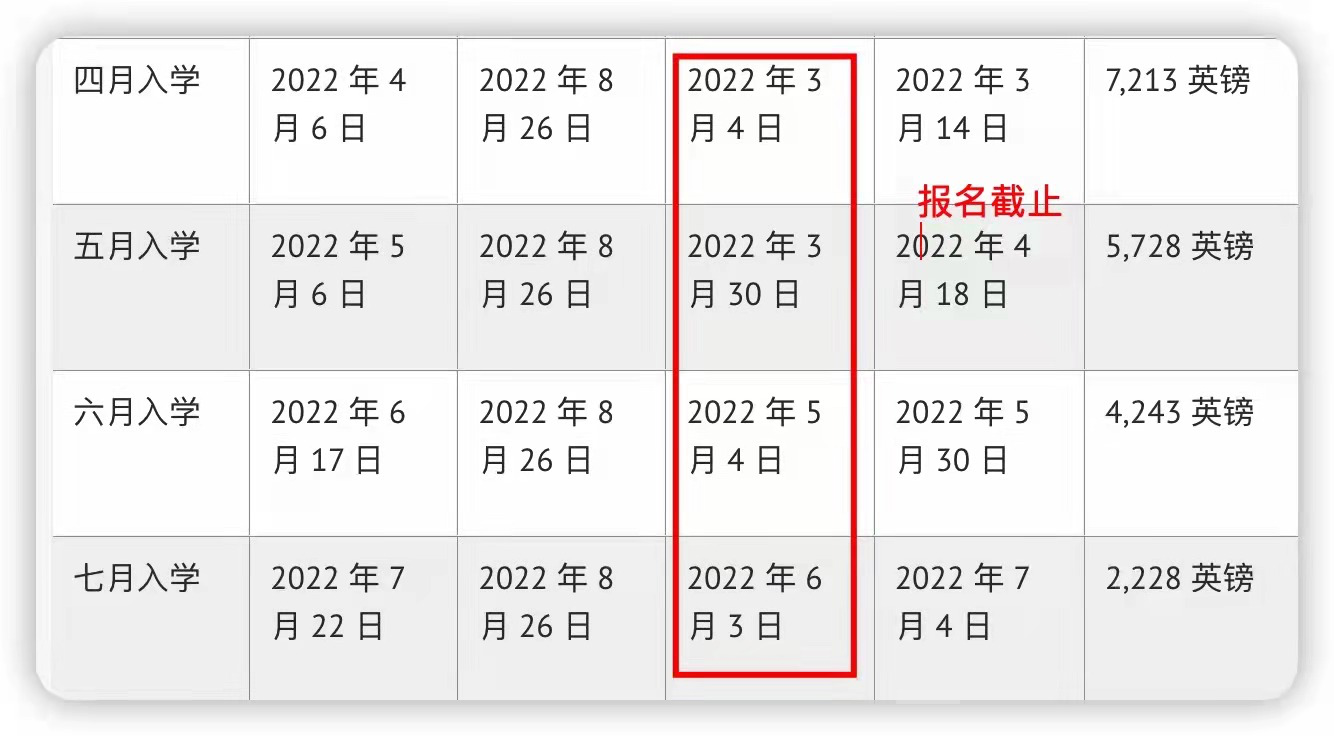 四月入学
2022 年 4
月 6 日
2022 年 8
月 26 日
2022 年 3
月 4 日
2022 年 3
月 14 日
7,213 英镑
报名截止
五月入学
2022 年 5
月 6 日
2022 年 8
月 26 日
2022 年 3
月 30 日
2022 年 4
月 18 日
5,728 英镑
六月入学
2022 年 6
月 17 日
2022 年 8
月 26 日
2022 年 5
月 4 日
2022 年 5
月 30 日
4,243 英镑
七月入学
2022 年 7
月 22 日
2022 年 8
月 26 日
2022 年 6
月 3 日
2022 年 7
月 4 日
2,228 英镑